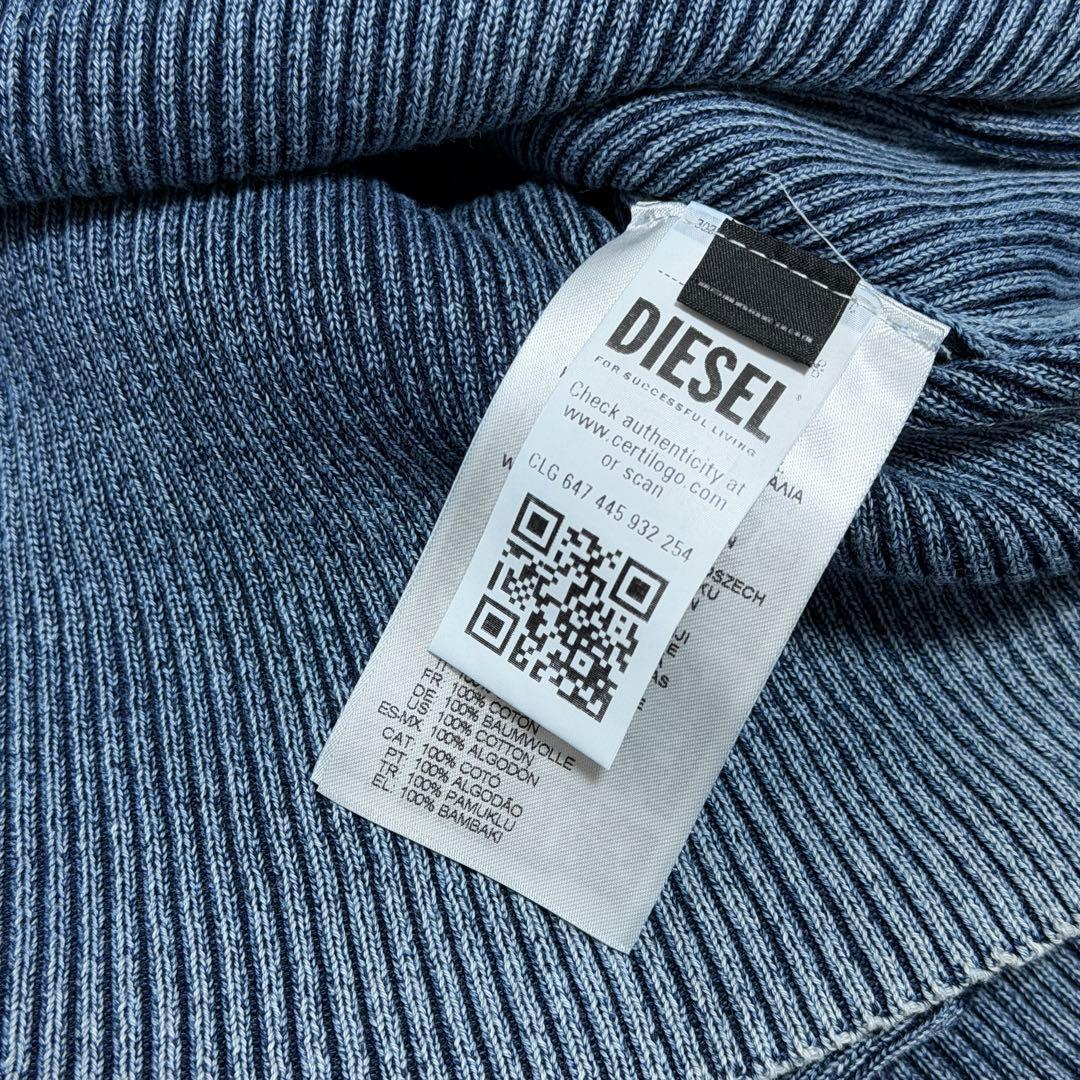 DIESEL
FOR SUCCESSFUL LIVING
Check authenticity at
www.certilogo.com
or scan
CLG 647 445 932 254
FR: 100% COTON
DE: 100% BAUMWOLLE
US: 100% COTTON
ES-MX: 100% ALGODÓN
CAT: 100% COTÓ
PT: 100% ALGODÃO
TR: 100% PAMUKLU
EL: 100% ΒΑΜΒΑΚΙ